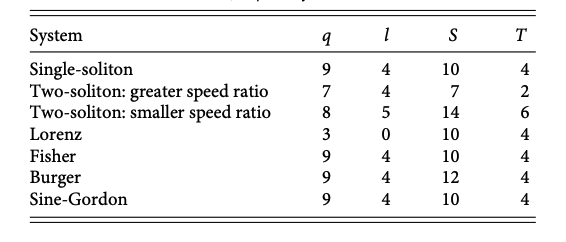 System q l S T
Single-soliton 9 4 10 4
Two-soliton: greater speed ratio 7 4 7 2
Two-soliton: smaller speed ratio 8 5 14 6
Lorenz 3 0 10 4
Fisher 9 4 10 4
Burger 9 4 12 4
Sine-Gordon 9 4 10 4